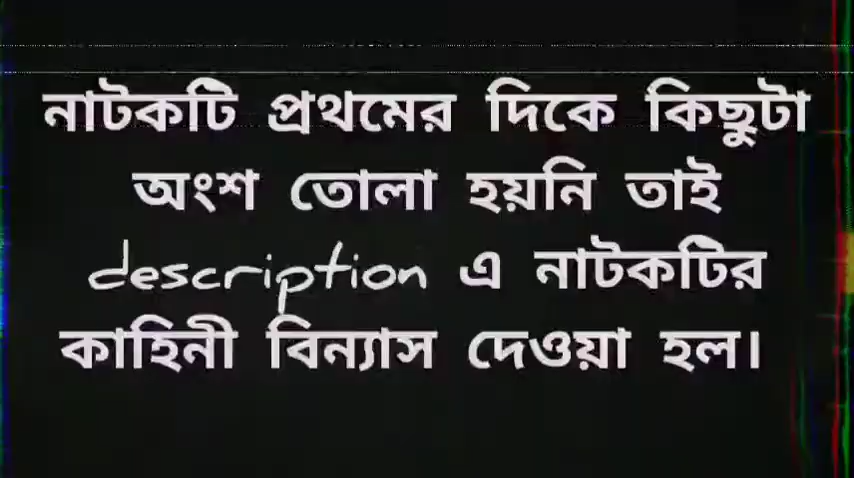 নাটকটি প্রথমের দিকে কিছুটা
অংশ তোলা হয়নি তাই
description এ নাটকটির
কাহিনী বিন্যাস দেওয়া হল।